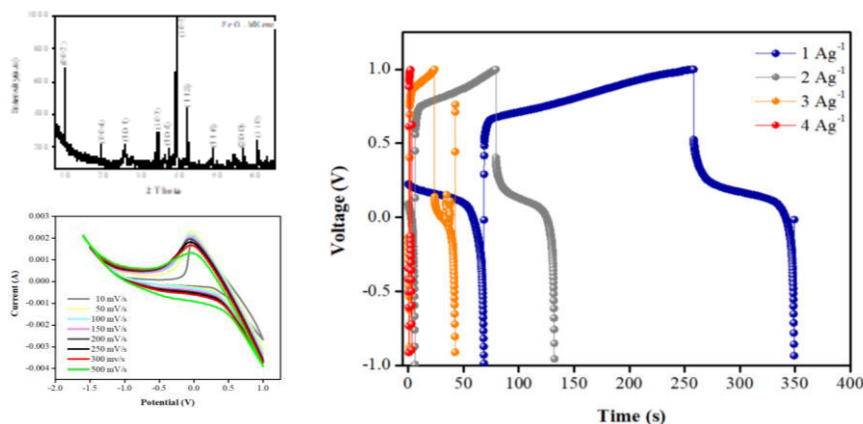 2 Theta
(002)
(004)
(110)
0.003
0.002
0.001
0.000
-0.001
-0.002
-0.003
-0.004
Current (A)
10 mV/s
50 mV/s
100 mV/s
150 mV/s
200 mV/s
250 mV/s
300 mv/s
500 mV/s
-2.0 -1.5 -1.0 -0.5 0.0 0.5 1.0
Potential (V)
1 Ag-1
2 Ag-1
3 Ag-1
4 Ag-1
1.0
0.5
0.0
-0.5
-1.0
Voltage (V)
0 50 100 150 200 250 300 350 400
Time (s)